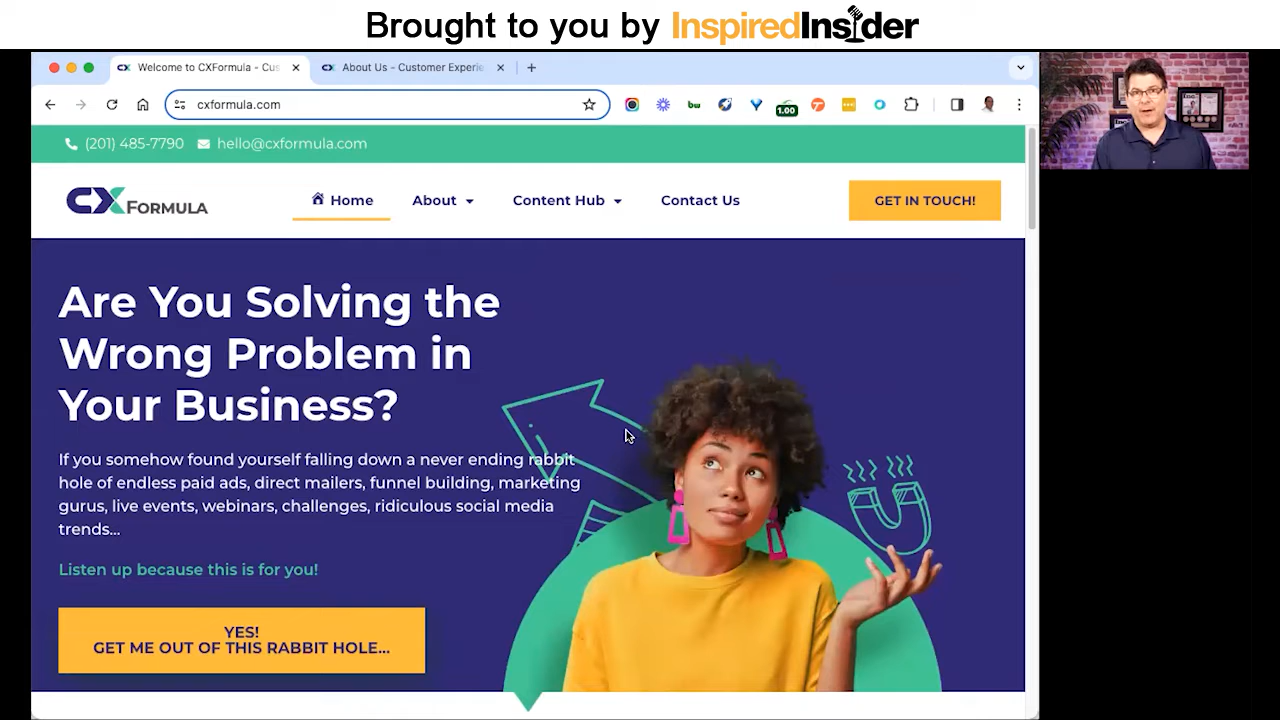 Brought to you by InspiredInsider
Welcome to CXFormula - Cus
About Us - Customer Experie
cxformula.com
1.00
(201) 485-7790 hello@cxformula.com
CX FORMULA
Home About Content Hub Contact Us
GET IN TOUCH!
Are You Solving the
Wrong Problem in
Your Business?
If you somehow found yourself falling down a never ending rabbit
hole of endless paid ads, direct mailers, funnel building, marketing
gurus, live events, webinars, challenges, ridiculous social media
trends...
Listen up because this is for you!
YES!
GET ME OUT OF THIS RABBIT HOLE...